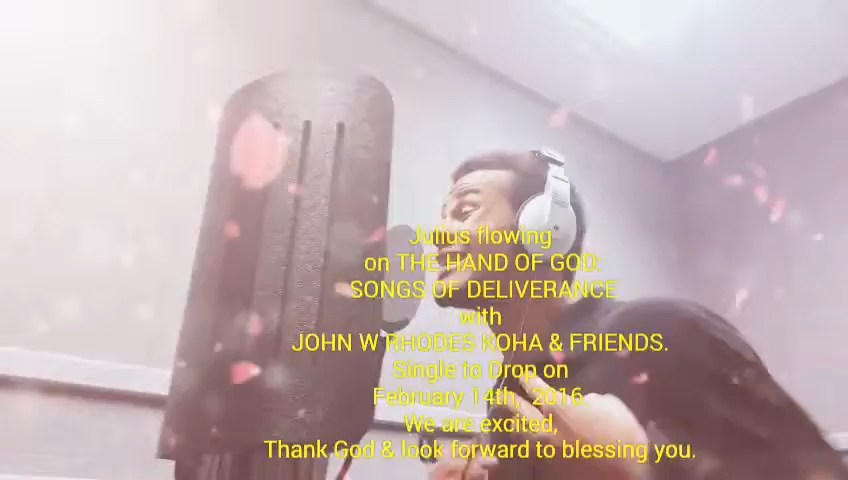 Julius flowing
on THE HAND OF GOD:
SONGS OF DELIVERANCE
with
JOHN W RHODES KOHA & FRIENDS.
Single to Drop on
February 14th, 2016
We are excited,
Thank God & look forward to blessing you.